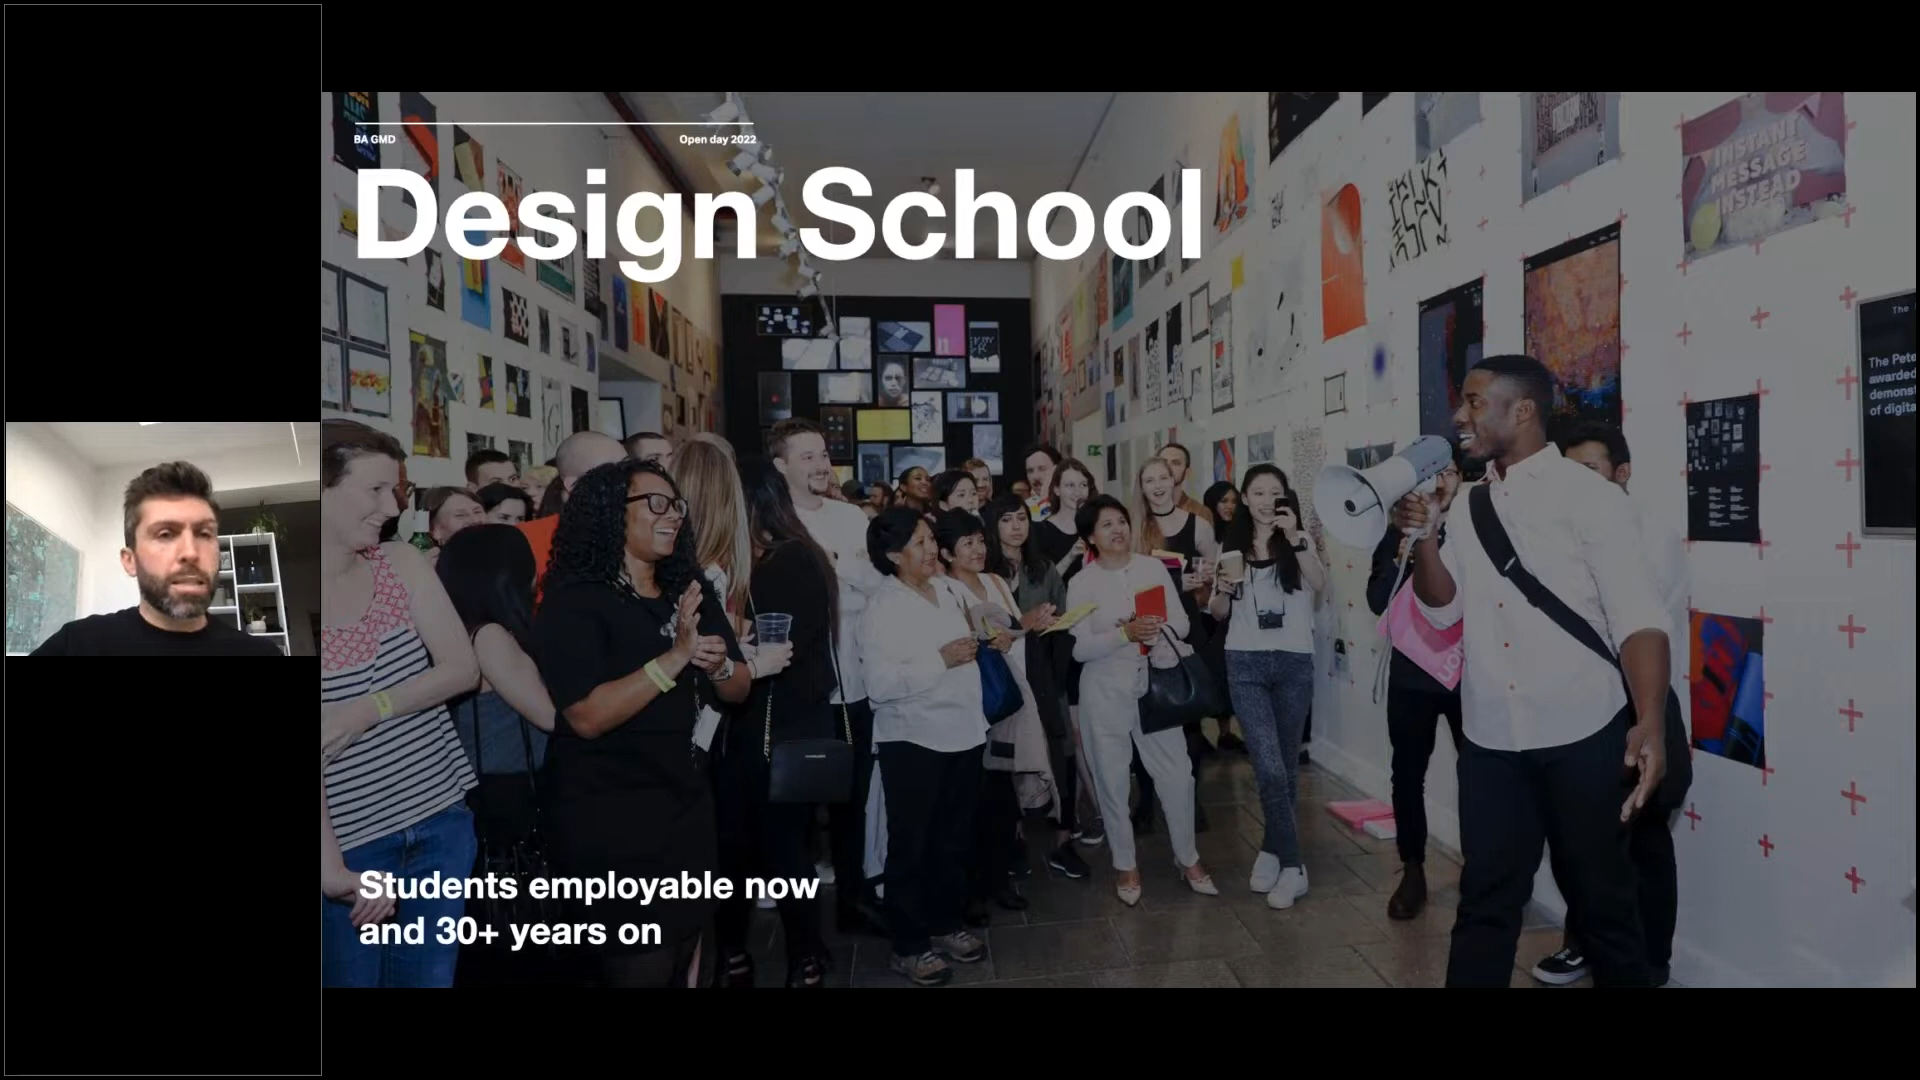 BA GMD
Open day 2022
Design School
INSTANT
MESSAGE
INSTEAD
The
The Pete
awarded
demonst
of digita
Students employable now
and 30+ years on